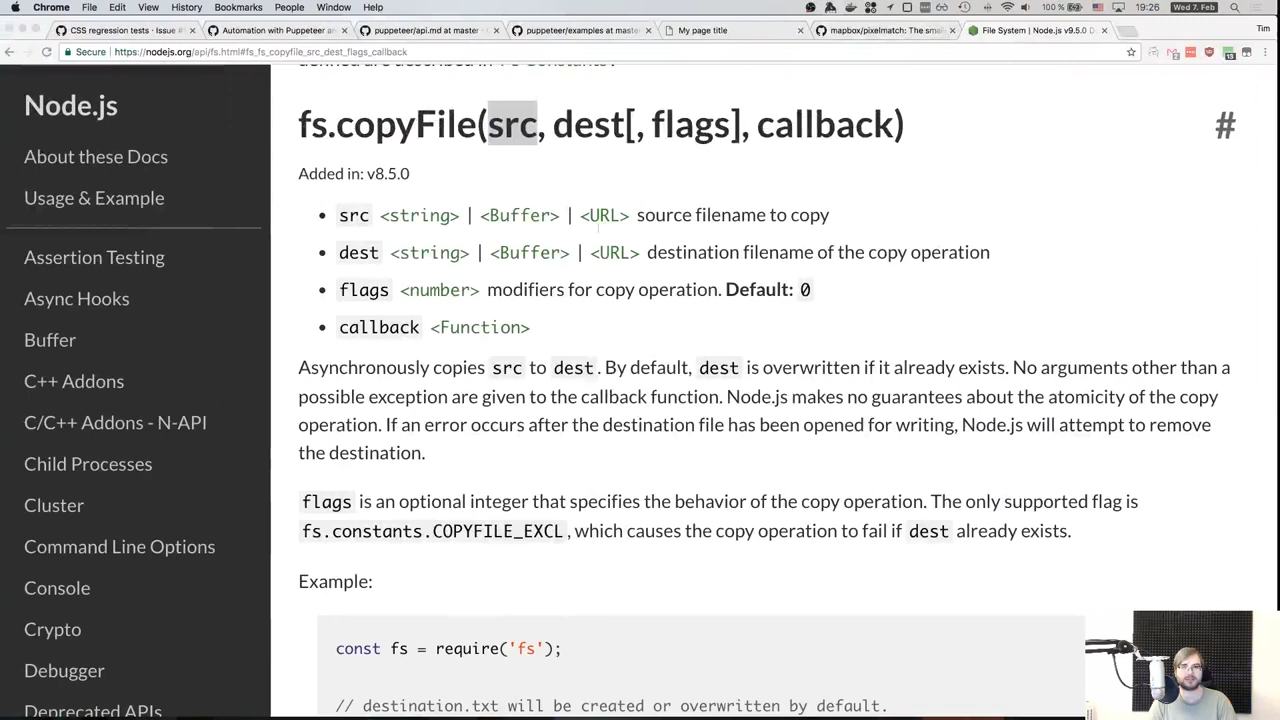 Chrome File Edit View History Bookmarks People Window Help 100 % Wed 7. Feb 19:26
CSS regression tests · Issue # Automation with Puppeteer and puppeteer/api.md at master · puppeteer/examples at master My page title mapbox/pixelmatch: The smalle File System | Node.js v9.5.0 D Tim
Secure https://nodejs.org/api/fs.html#fs_fs_copyfile_src_dest_flags_callback
Node.js
About these Docs
Usage & Example
Assertion Testing
Async Hooks
Buffer
C++ Addons
C/C++ Addons - N-API
Child Processes
Cluster
Command Line Options
Console
Crypto
Debugger
Deprecated APIs
fs.copyFile(src, dest[, flags], callback)
#
Added in: v8.5.0
• src <string> | <Buffer> | <URL> source filename to copy
• dest <string> | <Buffer> | <URL> destination filename of the copy operation
• flags <number> modifiers for copy operation. Default: 0
• callback <Function>
Asynchronously copies src to dest. By default, dest is overwritten if it already exists. No arguments other than a
possible exception are given to the callback function. Node.js makes no guarantees about the atomicity of the copy
operation. If an error occurs after the destination file has been opened for writing, Node.js will attempt to remove
the destination.
flags is an optional integer that specifies the behavior of the copy operation. The only supported flag is
fs.constants.COPYFILE_EXCL, which causes the copy operation to fail if dest already exists.
Example:
const fs = require('fs');
// destination.txt will be created or overwritten by default.